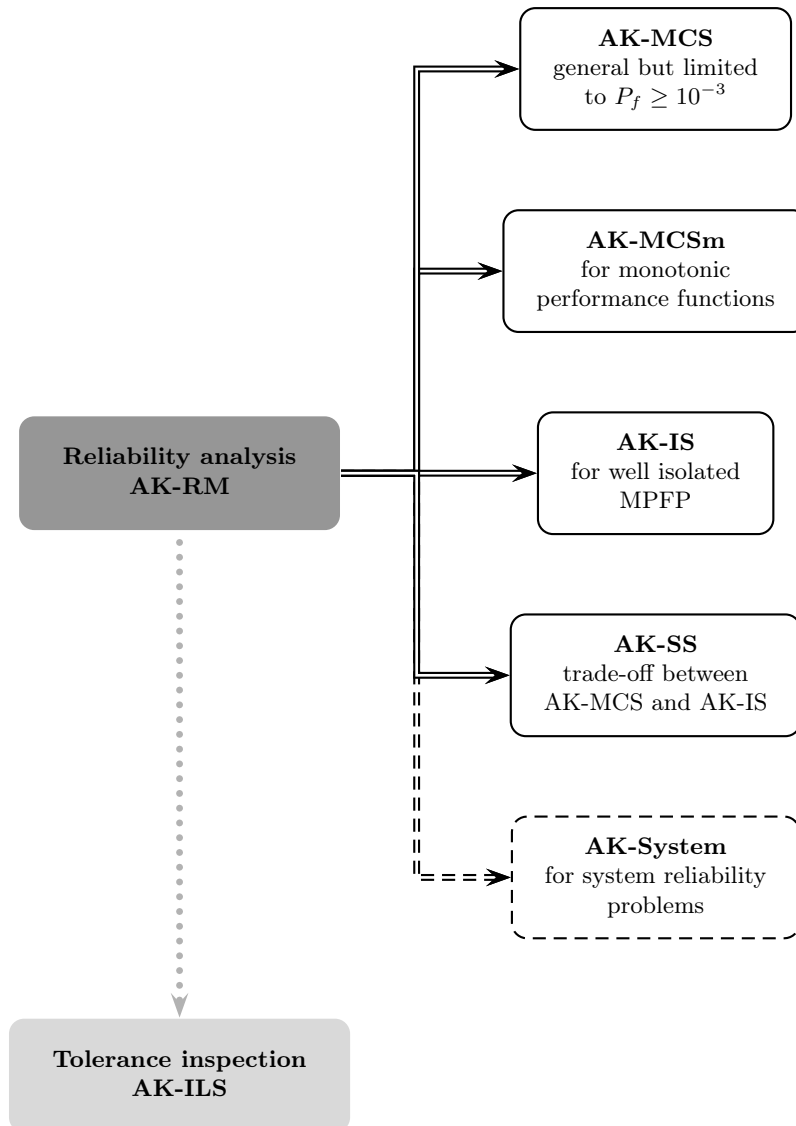 AK-MCS
general but limited
to $P_f \geq 10^{-3}$
AK-MCSm
for monotonic
performance functions
Reliability analysis
AK-RM
AK-IS
for well isolated
MPFP
AK-SS
trade-off between
AK-MCS and AK-IS
AK-System
for system reliability
problems
Tolerance inspection
AK-ILS